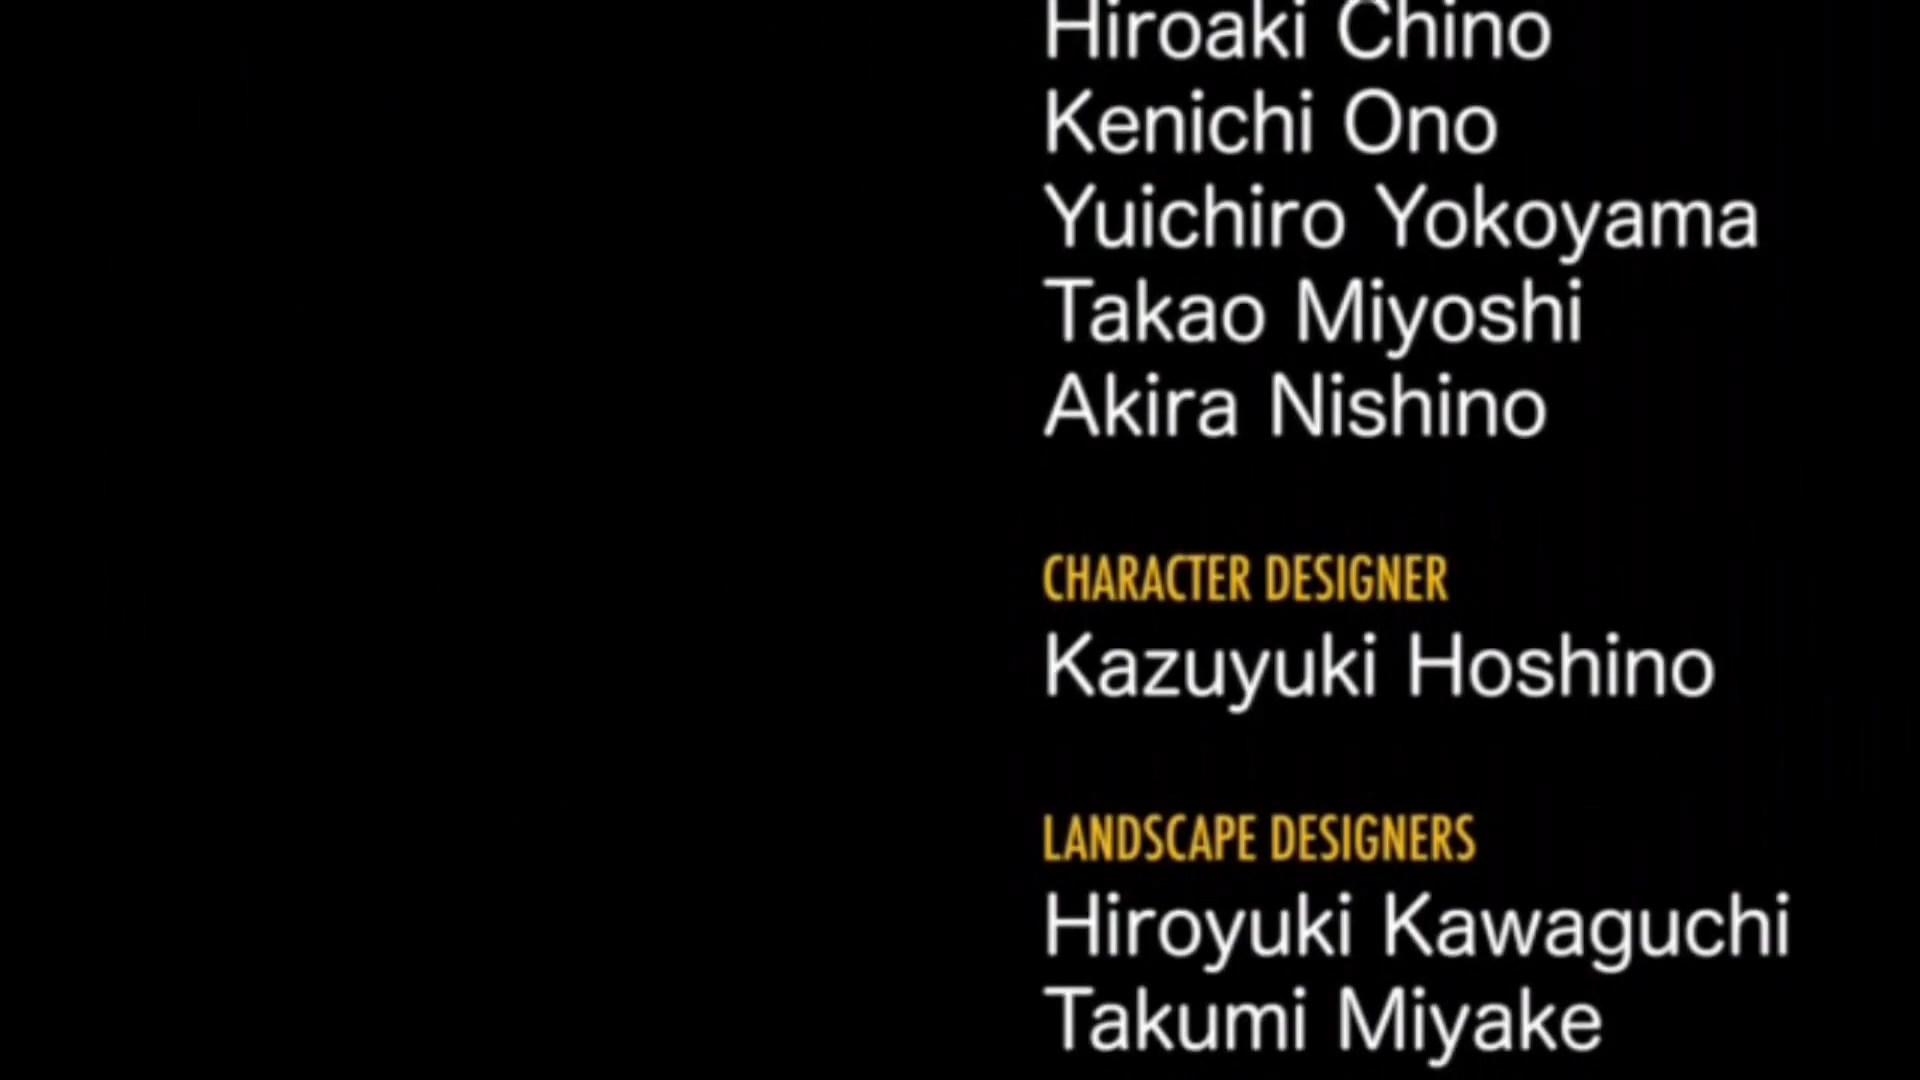 Hiroaki Chino
Kenichi Ono
Yuichiro Yokoyama
Takao Miyoshi
Akira Nishino
CHARACTER DESIGNER
Kazuyuki Hoshino
LANDSCAPE DESIGNERS
Hiroyuki Kawaguchi
Takumi Miyake